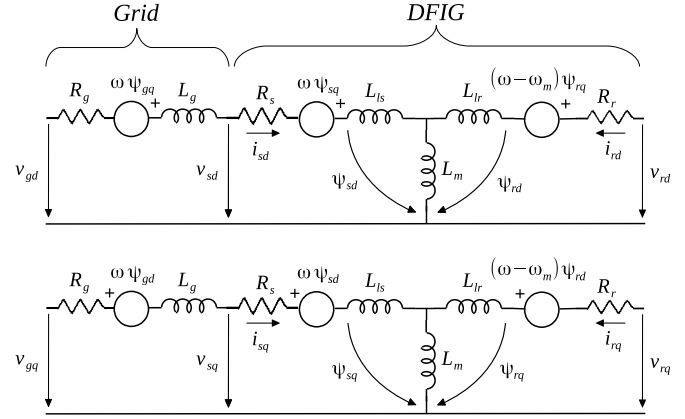 Grid DFIG
R_g ω ψ_gq + L_g R_s ω ψ_sq + L_ls L_lr (ω−ω_m) ψ_rq + R_r
i_sd i_rd
v_gd v_sd ψ_sd L_m ψ_rd v_rd
R_g + ω ψ_gd L_g R_s + ω ψ_sd L_ls L_lr + (ω−ω_m) ψ_rd R_r
i_sq i_rq
v_gq v_sq ψ_sq L_m ψ_rq v_rq